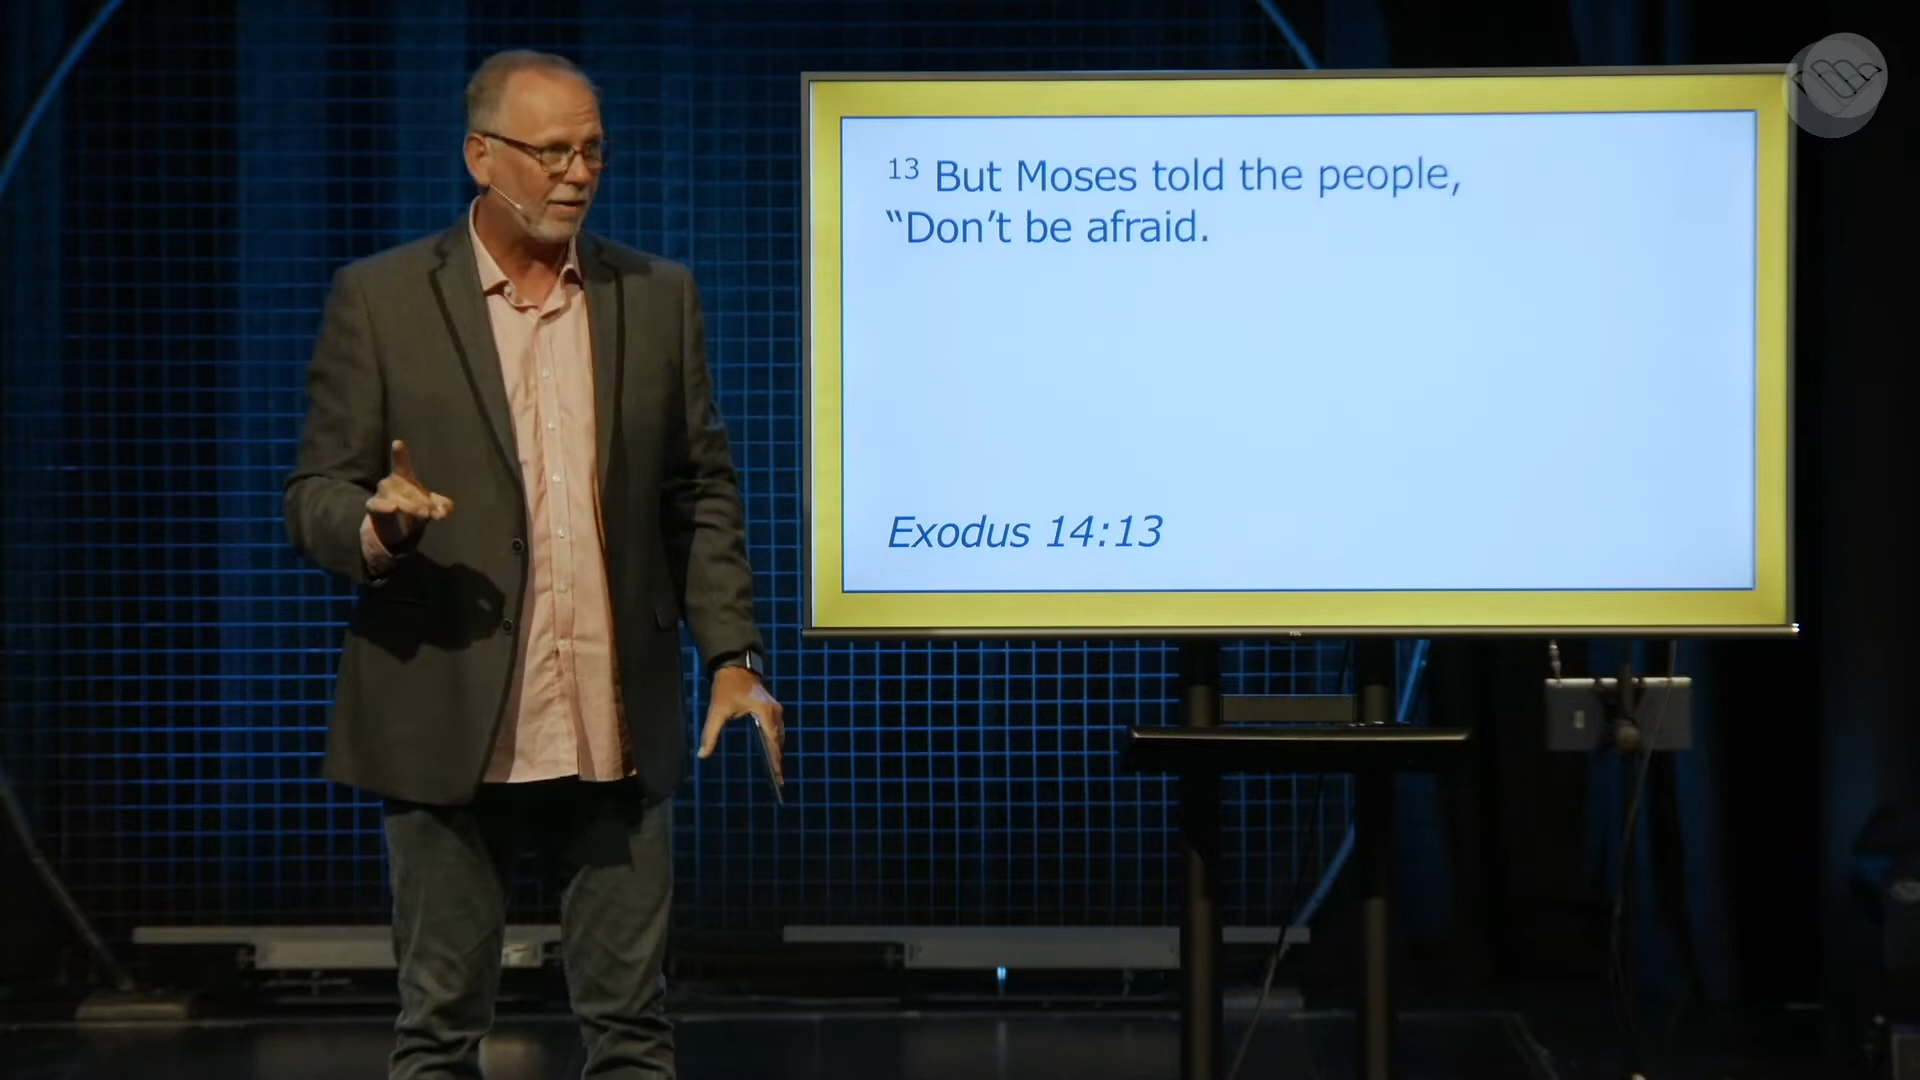 13 But Moses told the people,
“Don’t be afraid.
Exodus 14:13